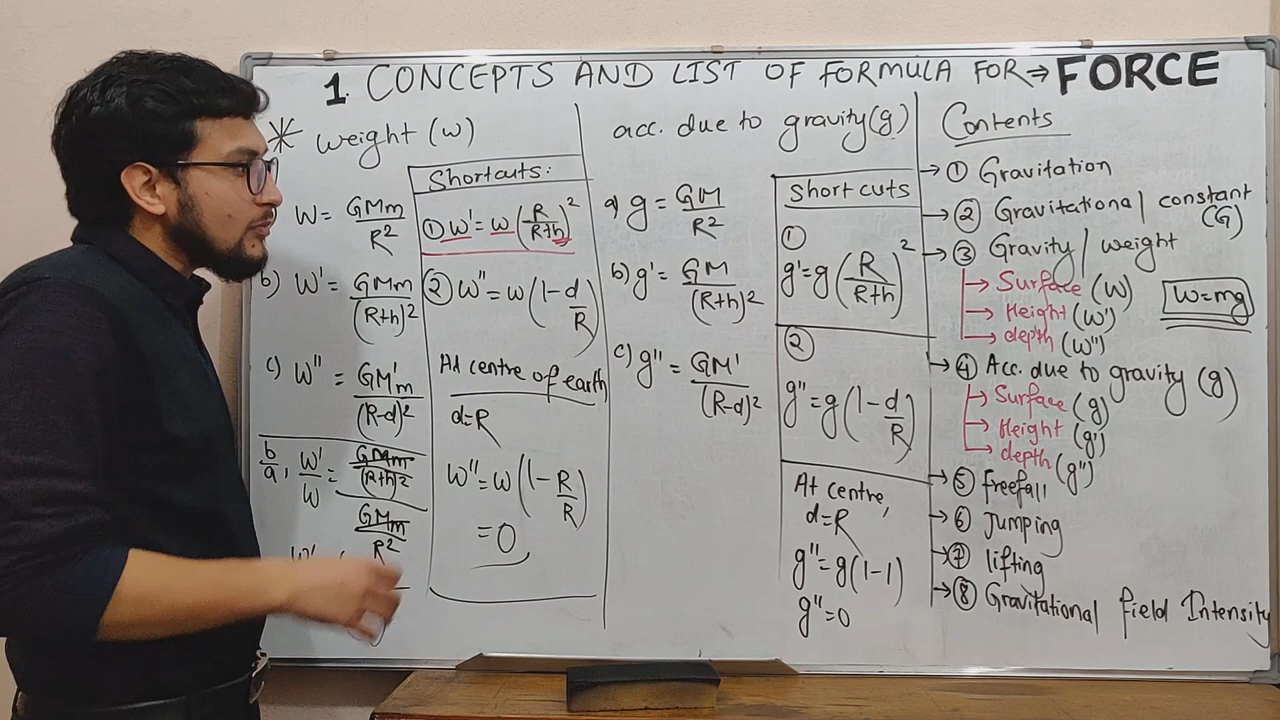 1. CONCEPTS AND LIST OF FORMULA FOR ⇒ FORCE
* Weight (w)
W = GMm/R²
b) W' = GMm/(R+h)²
c) W'' = GM'm/(R-d)²
b/a, W'/W = GMm/(R+h)² / GMm/R²
W'
Shortcuts:
① W' = W (R/R+h)²
② W'' = W (1 - d/R)
At centre of earth
d=R
W'' = W (1 - R/R)
= 0
acc. due to gravity (g)
a) g = GM/R²
b) g' = GM/(R+h)²
c) g'' = GM'/(R-d)²
Short cuts
①
g' = g (R/R+h)²
②
g'' = g (1 - d/R)
At centre,
d=R
g'' = g (1-1)
g'' = 0
Contents
→ ① Gravitation
→ ② Gravitational constant (G)
→ ③ Gravity / weight
→ Surface (W)
→ Height (W')
→ depth (W'')
W=mg
→ ④ Acc. due to gravity (g)
→ Surface (g)
→ Height (g')
→ depth (g'')
→ ⑤ freefall
→ ⑥ Jumping
→ ⑦ lifting
→ ⑧ Gravitational field Intensity